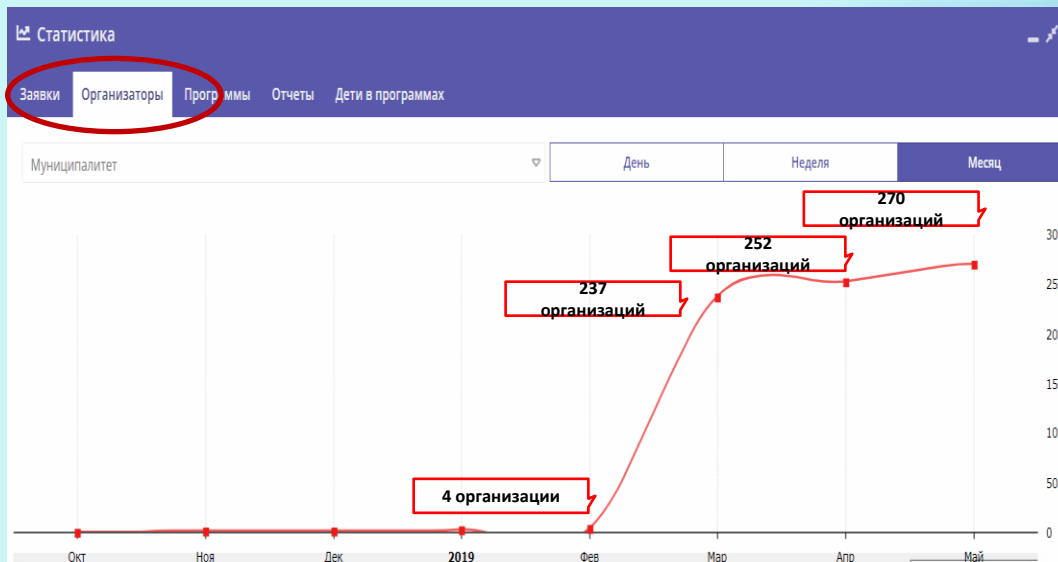 Статистика
Заявки Организаторы Программы Отчеты Дети в программах
Муниципалитет День Неделя Месяц
270
организаций
252
организаций
237
организаций
4 организации
30
25
20
15
10
50
0
Окт Ноя Дек 2019 Фев Мар Апр Май